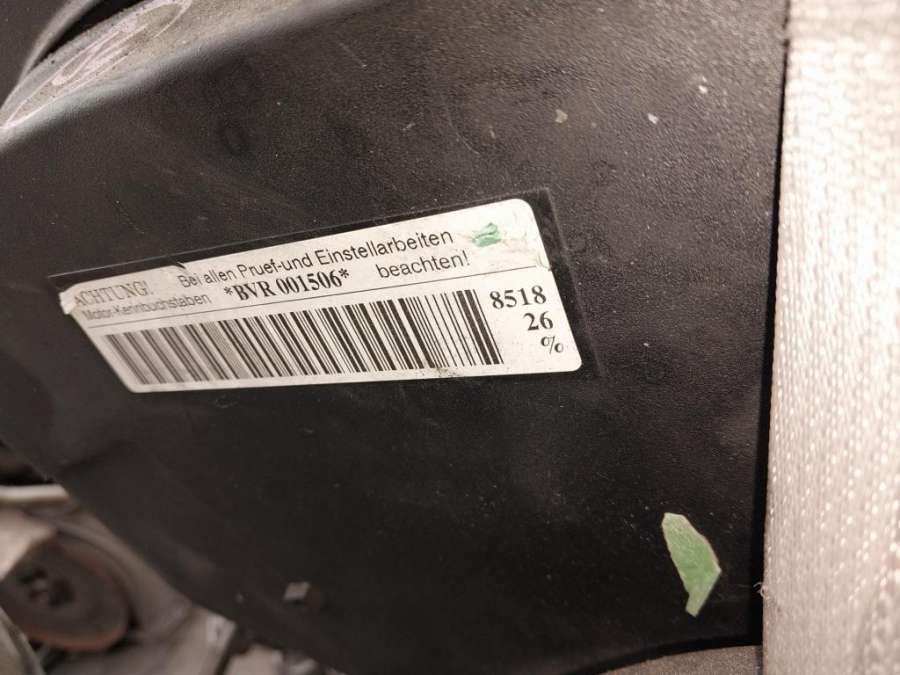 ACHTUNG! Bei allen Pruef-und Einstellarbeiten
Motor-Kennbuchstaben *BVR 001506* beachten!
8518
26
%